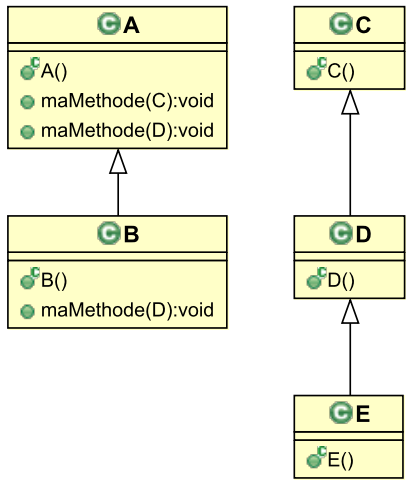 A
A()
maMethode(C):void
maMethode(D):void
B
B()
maMethode(D):void
C
C()
D
D()
E
E()